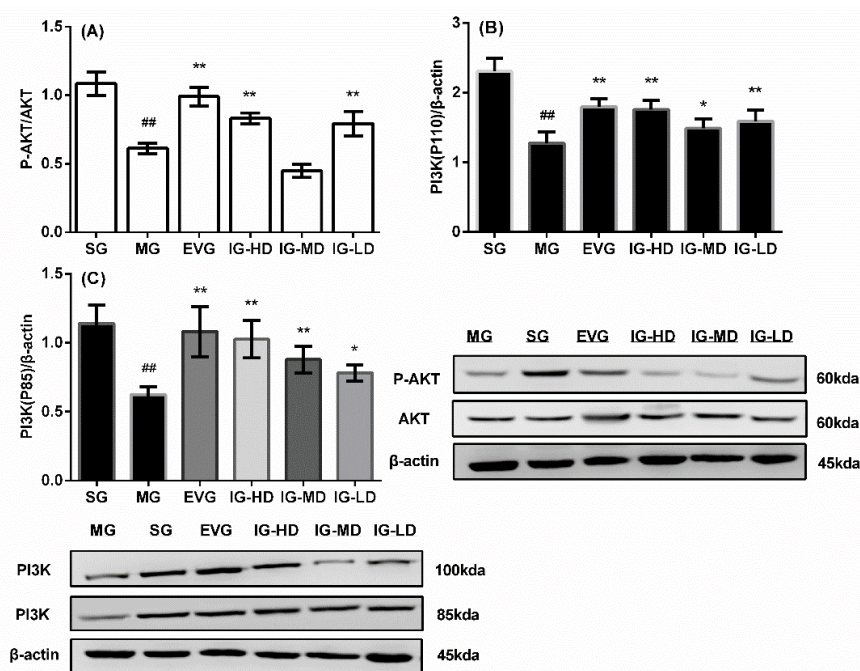 (A)
P-AKT/AKT
1.5
1.0
0.5
0.0
##
**
**
**
SG MG EVG IG-HD IG-MD IG-LD
(B)
PI3K(P110)/β-actin
3
2
1
0
##
**
**
*
**
SG MG EVG IG-HD IG-MD IG-LD
(C)
PI3K(P85)/β-actin
1.5
1.0
0.5
0.0
##
**
**
**
*
SG MG EVG IG-HD IG-MD IG-LD
MG SG EVG IG-HD IG-MD IG-LD
P-AKT 60kda
AKT 60kda
β-actin 45kda
MG SG EVG IG-HD IG-MD IG-LD
PI3K 100kda
PI3K 85kda
β-actin 45kda